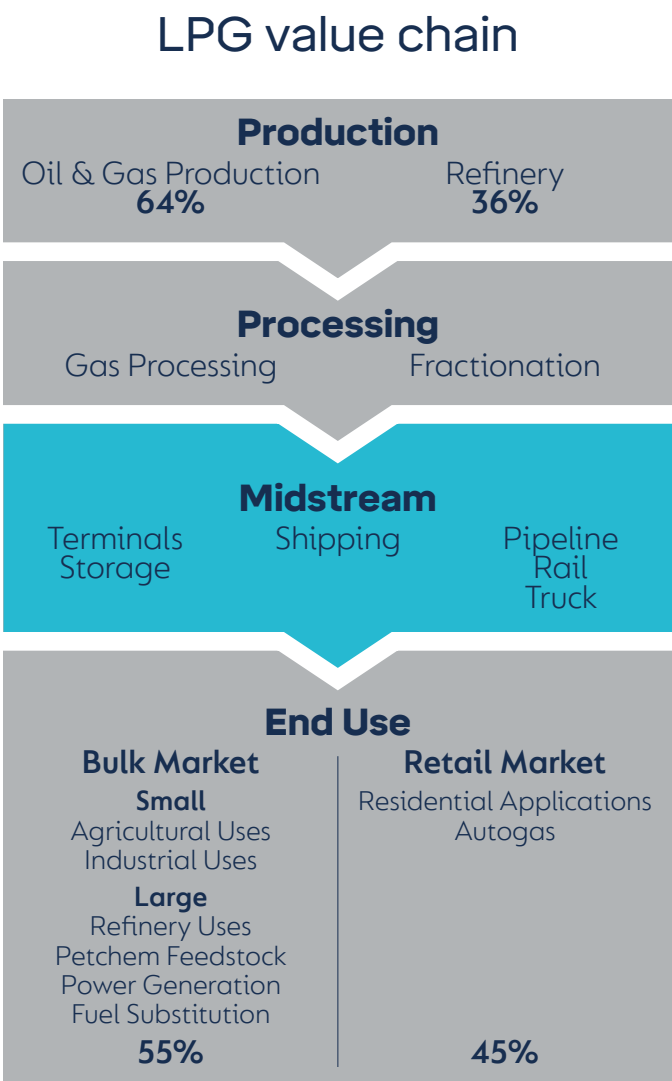 LPG value chain
Production
Oil & Gas Production
64%
Refinery
36%
Processing
Gas Processing
Fractionation
Midstream
Terminals
Storage
Shipping
Pipeline
Rail
Truck
End Use
Bulk Market
Small
Agricultural Uses
Industrial Uses
Large
Refinery Uses
Petchem Feedstock
Power Generation
Fuel Substitution
55%
Retail Market
Residential Applications
Autogas
45%